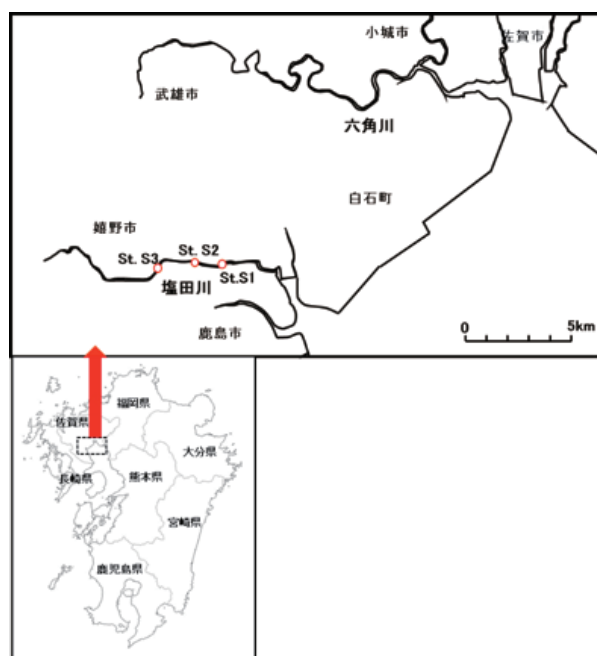 小城市
佐賀市
武雄市
六角川
白石町
嬉野市
St. S3
St. S2
St.S1
塩田川
鹿島市
0
5km
福岡県
佐賀県
大分県
長崎県
熊本県
宮崎県
鹿児島県